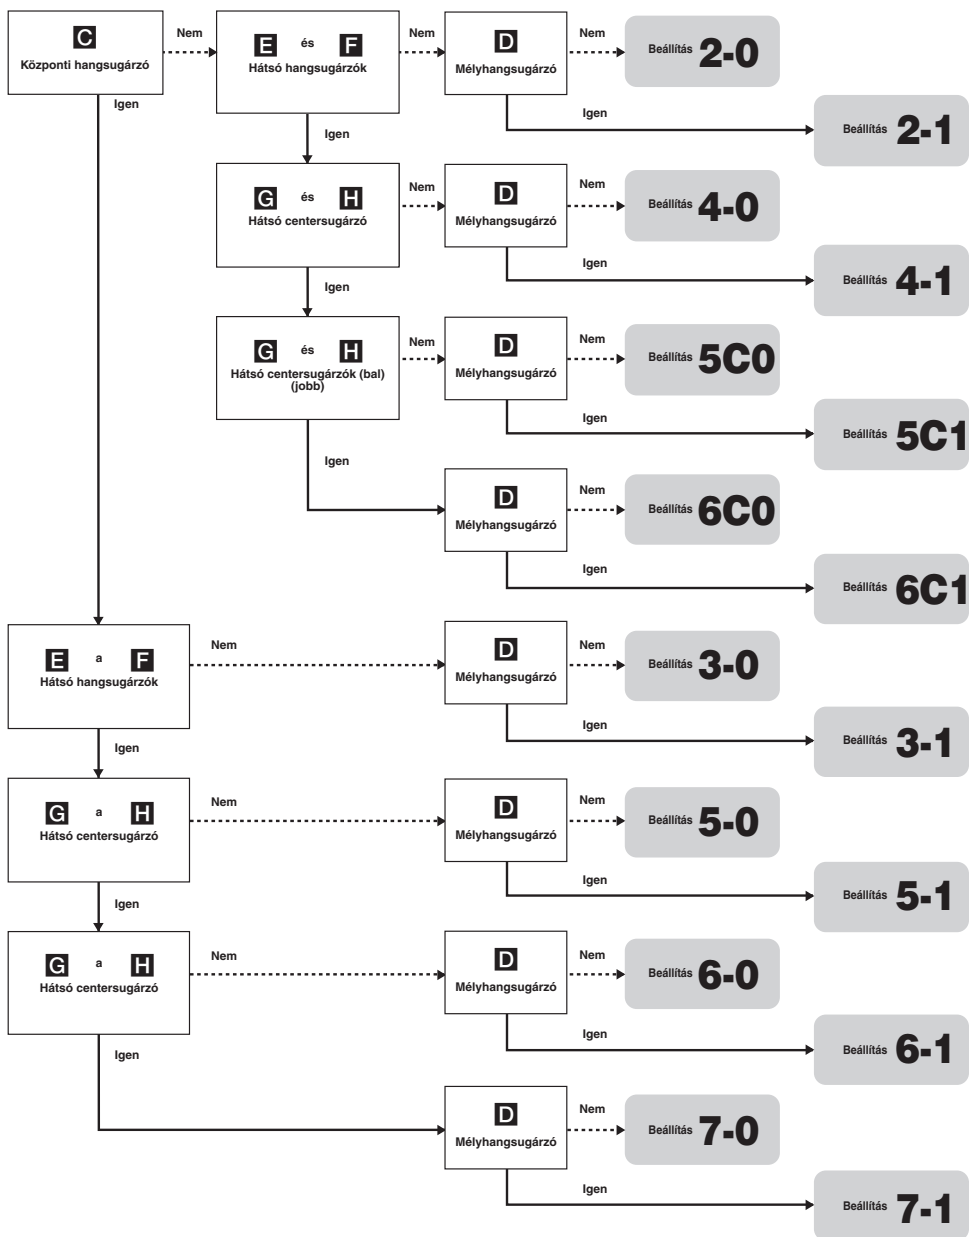 C
Központi hangsugárzó
Nem
E és F
Hátsó hangsugárzók
Nem
D
Mélyhangsugárzó
Nem
Beállítás 2-0
Igen
Igen
Igen
Beállítás 2-1
G és H
Hátsó centersugárzó
Nem
D
Mélyhangsugárzó
Nem
Beállítás 4-0
Igen
Igen
Beállítás 4-1
G és H
Hátsó centersugárzók (bal)
(jobb)
Nem
D
Mélyhangsugárzó
Nem
Beállítás 5C0
Igen
Igen
Beállítás 5C1
D
Mélyhangsugárzó
Nem
Beállítás 6C0
Igen
Beállítás 6C1
E a F
Hátsó hangsugárzók
Nem
D
Mélyhangsugárzó
Nem
Beállítás 3-0
Igen
Igen
Beállítás 3-1
G a H
Hátsó centersugárzó
Nem
D
Mélyhangsugárzó
Nem
Beállítás 5-0
Igen
Igen
Beállítás 5-1
G a H
Hátsó centersugárzó
Nem
D
Mélyhangsugárzó
Nem
Beállítás 6-0
Igen
Igen
Beállítás 6-1
D
Mélyhangsugárzó
Nem
Beállítás 7-0
Igen
Beállítás 7-1